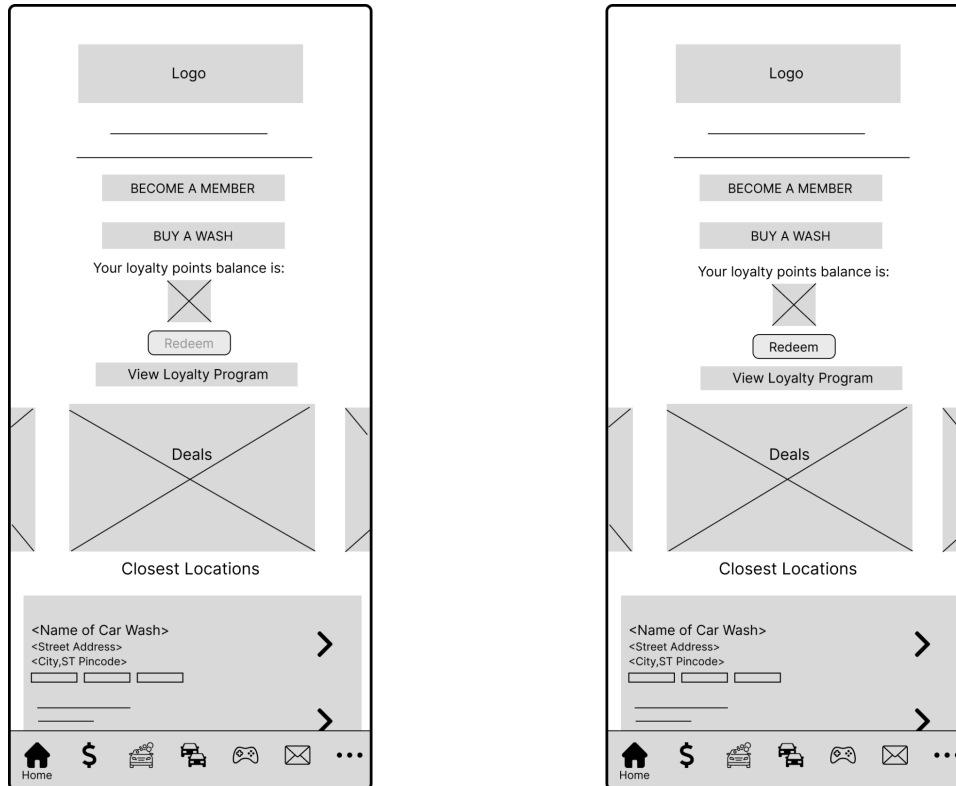 Logo
BECOME A MEMBER
BUY A WASH
Your loyalty points balance is:
Redeem
View Loyalty Program
Deals
Closest Locations
<Name of Car Wash>
<Street Address>
<City,ST Pincode>
$
Home
Logo
BECOME A MEMBER
BUY A WASH
Your loyalty points balance is:
Redeem
View Loyalty Program
Deals
Closest Locations
<Name of Car Wash>
<Street Address>
<City,ST Pincode>
$
Home